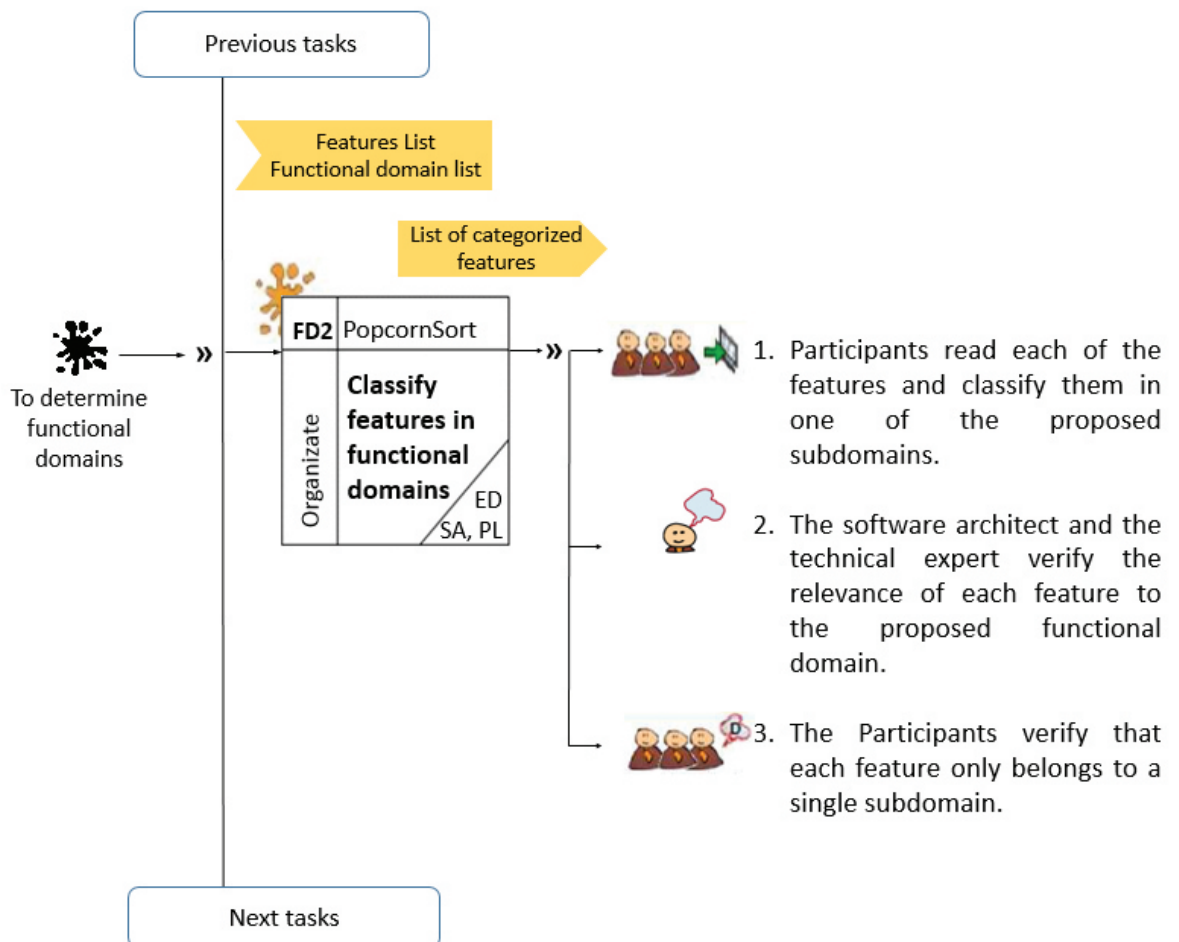 Previous tasks
Features List
Functional domain list
List of categorized
features
To determine
functional
domains
»
FD2
PopcornSort
Organizate
Classify
features in
functional
domains
ED
SA, PL
»
1. Participants read each of the
features and classify them in
one of the proposed
subdomains.
2. The software architect and the
technical expert verify the
relevance of each feature to
the proposed functional
domain.
D
3. The Participants verify that
each feature only belongs to a
single subdomain.
Next tasks